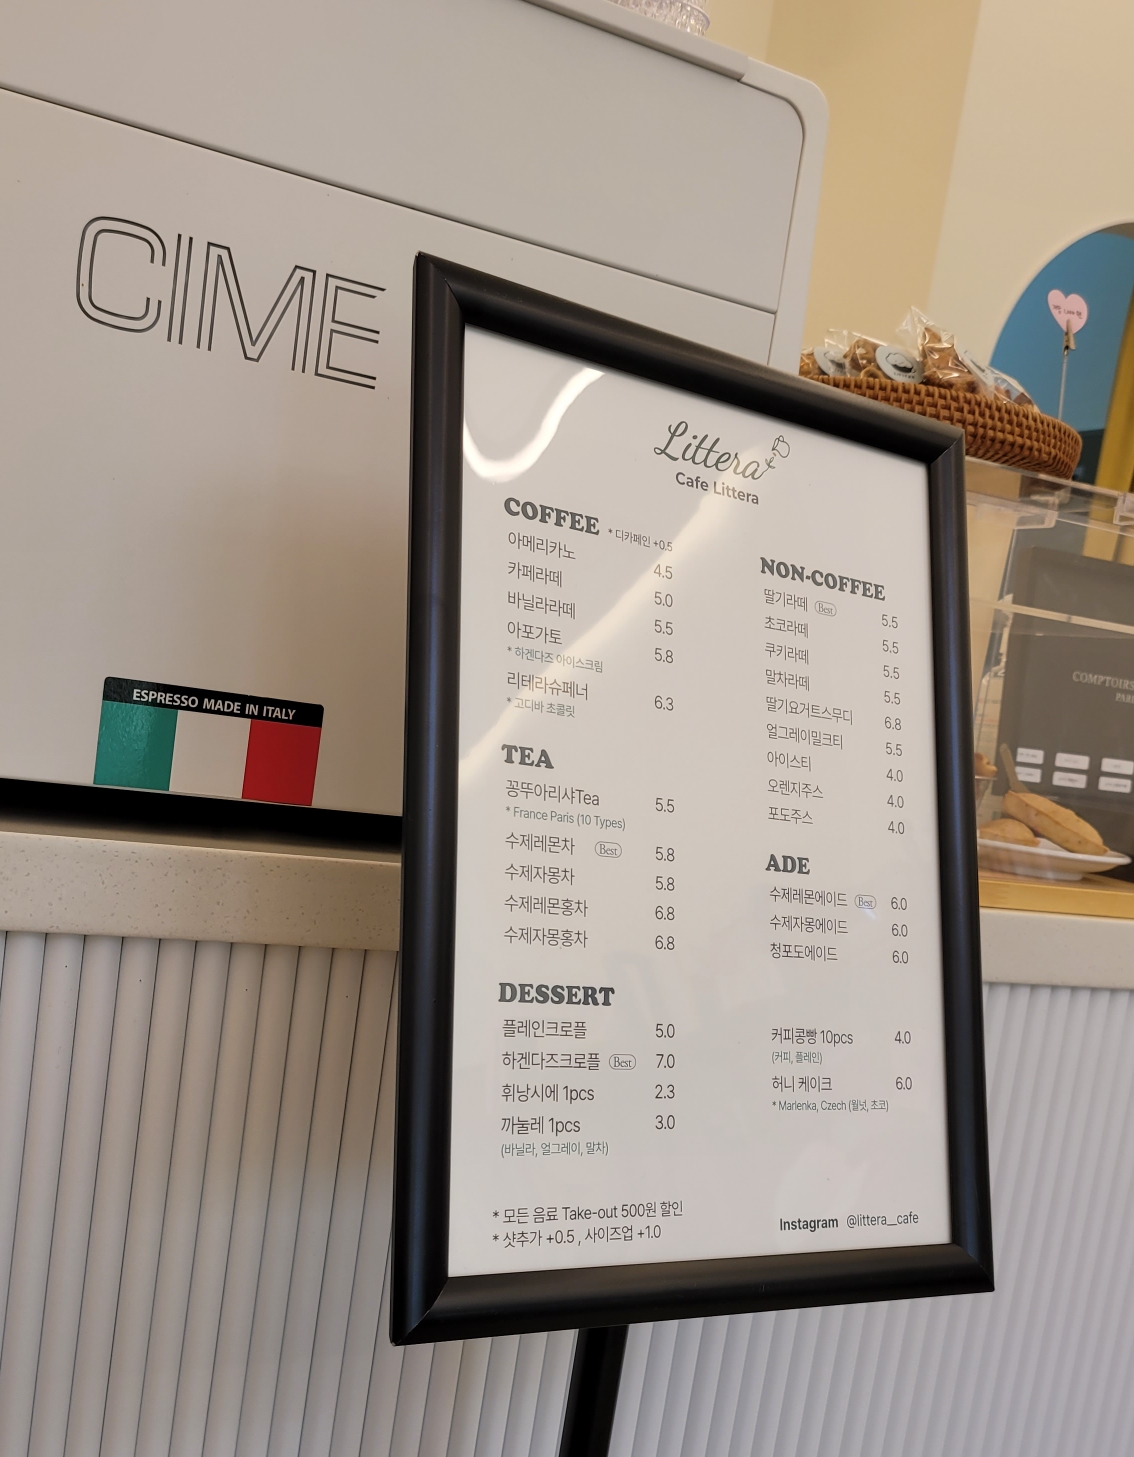 CIME
ESPRESSO MADE IN ITALY
Littera
Cafe Littera
COFFEE * 디카페인 +0.5
아메리카노 4.5
카페라떼 5.0
바닐라라떼 5.5
아포가토 5.8
* 하겐다즈 아이스크림
리테라슈페너 6.3
* 고디바 초콜릿
TEA
꽁뚜아리샤Tea 5.5
* France Paris (10 Types)
수제레몬차 Best 5.8
수제자몽차 5.8
수제레몬홍차 6.8
수제자몽홍차 6.8
DESSERT
플레인크로플 5.0
하겐다즈크로플 Best 7.0
휘낭시에 1pcs 2.3
까눌레 1pcs 3.0
(바닐라, 얼그레이, 말차)
NON-COFFEE
딸기라떼 Best 5.5
초코라떼 5.5
쿠키라떼 5.5
말차라떼 5.5
딸기요거트스무디 6.8
얼그레이밀크티 5.5
아이스티 4.0
오렌지주스 4.0
포도주스 4.0
ADE
수제레몬에이드 Best 6.0
수제자몽에이드 6.0
청포도에이드 6.0
커피콩빵 10pcs 4.0
(커피, 플레인)
허니 케이크 6.0
* Marlenka, Czech (월넛, 초코)
* 모든 음료 Take-out 500원 할인
* 샷추가 +0.5 , 사이즈업 +1.0
Instagram @littera__cafe
COMPTOIRS